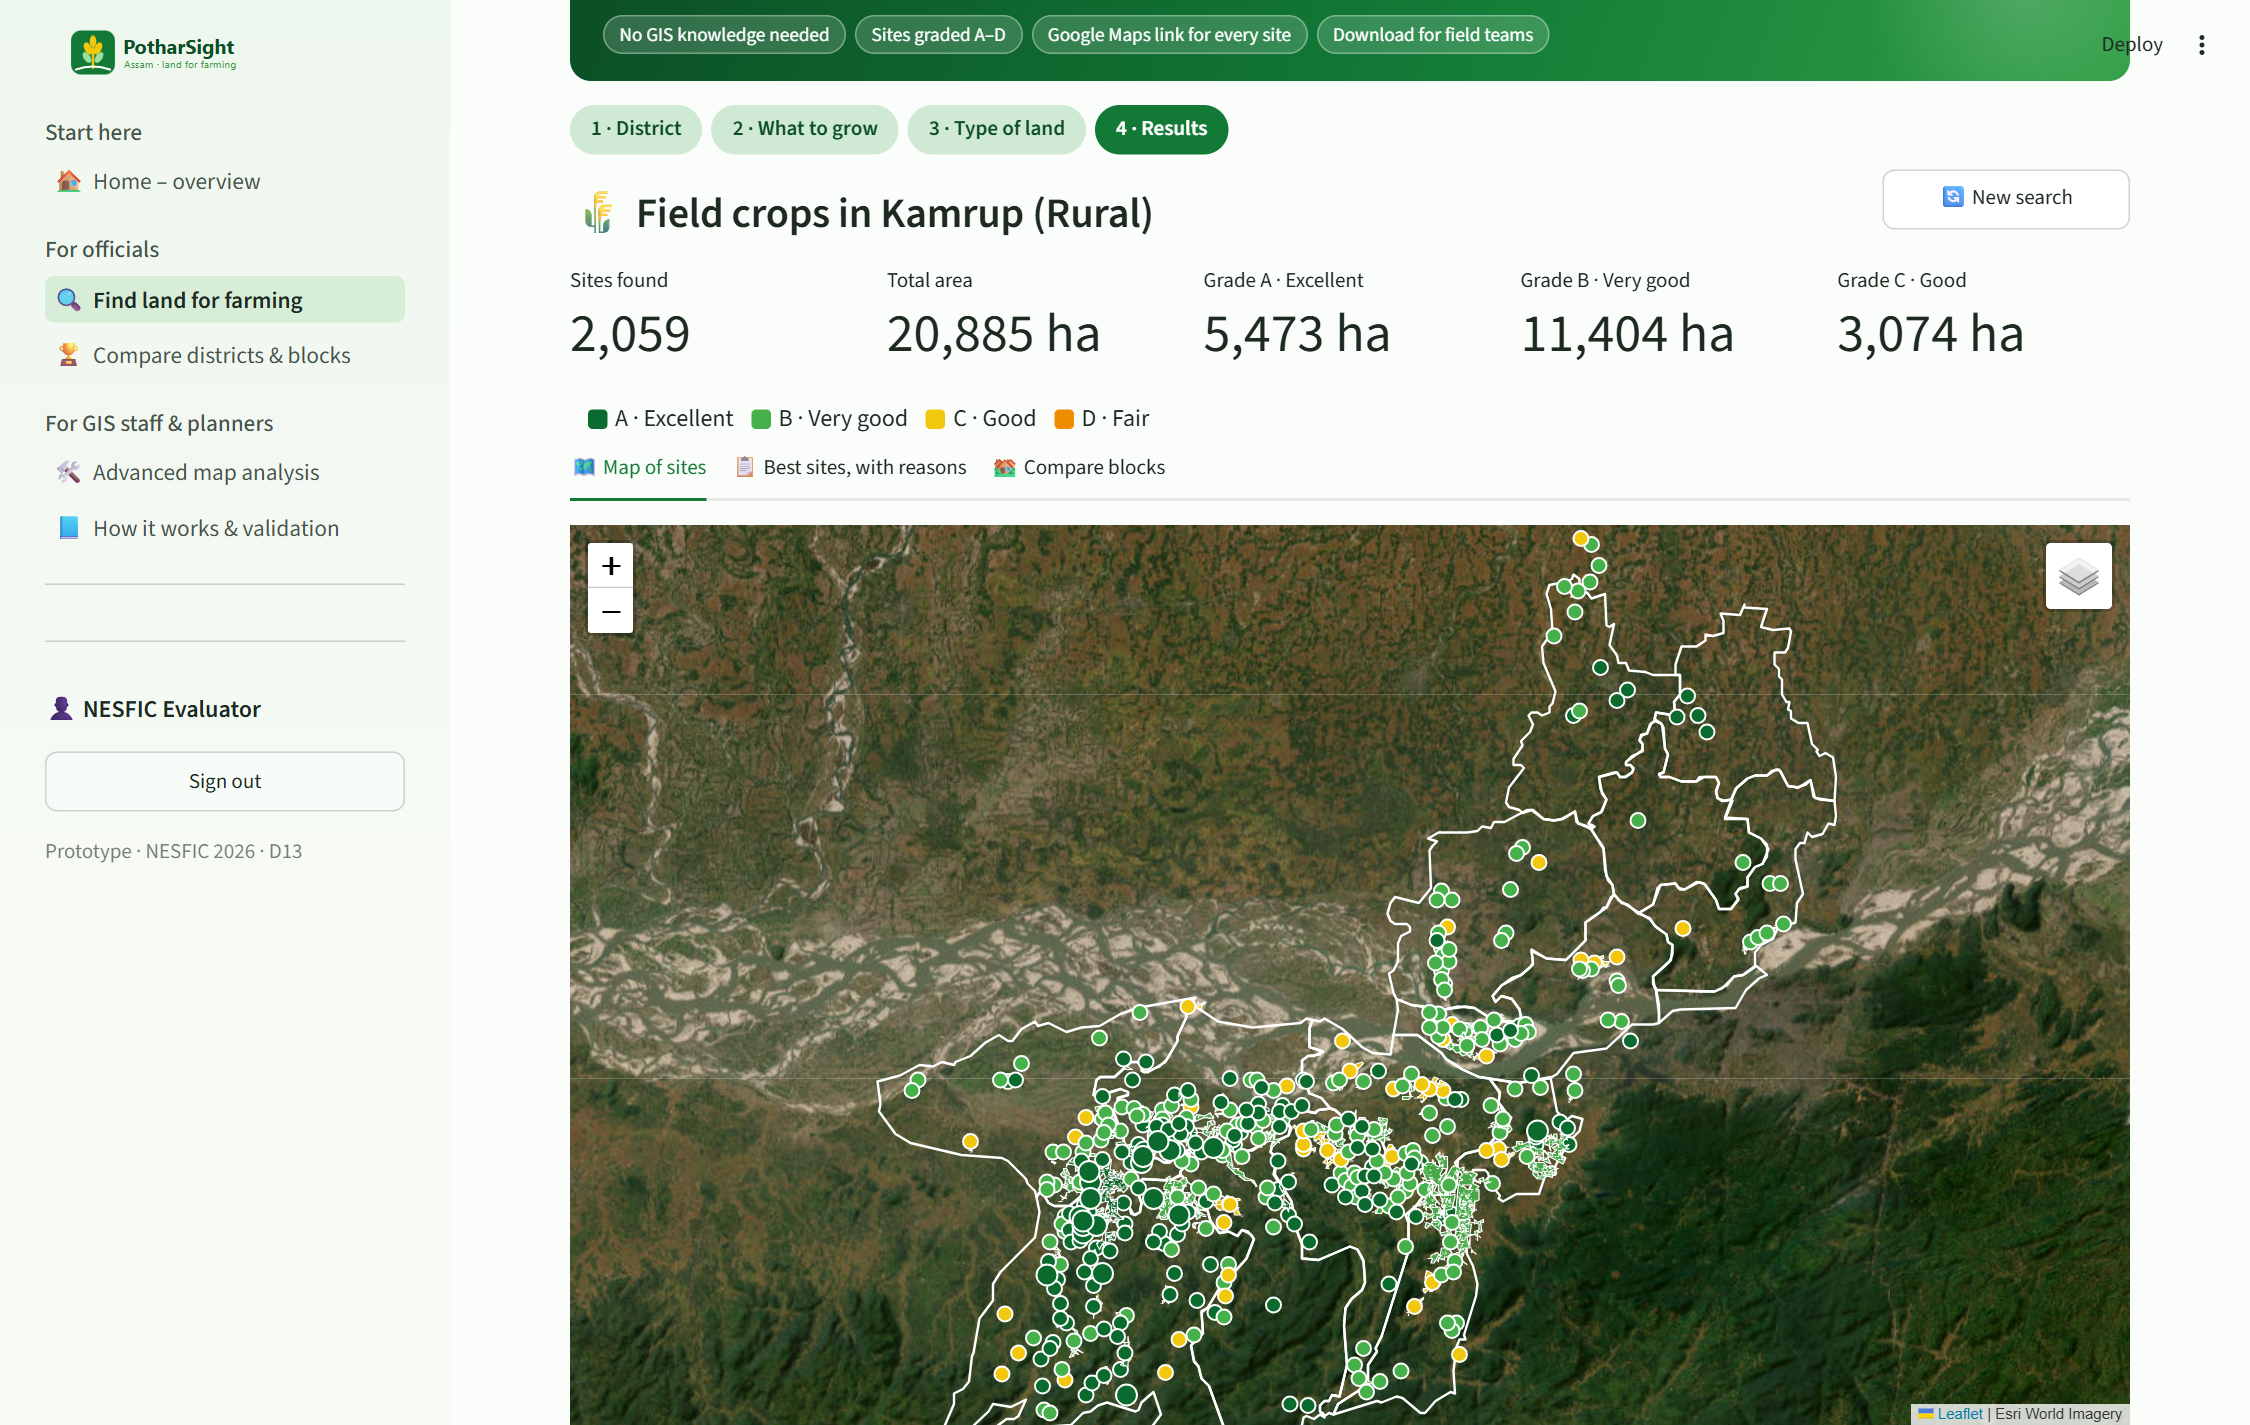 PotharSight
Assam · land for farming
Start here
Home – overview
For officials
Find land for farming
Compare districts & blocks
For GIS staff & planners
Advanced map analysis
How it works & validation
NESFIC Evaluator
Sign out
Prototype · NESFIC 2026 · D13
No GIS knowledge needed
Sites graded A–D
Google Maps link for every site
Download for field teams
Deploy
1 · District
2 · What to grow
3 · Type of land
4 · Results
Field crops in Kamrup (Rural)
New search
Sites found
2,059
Total area
20,885 ha
Grade A · Excellent
5,473 ha
Grade B · Very good
11,404 ha
Grade C · Good
3,074 ha
A · Excellent
B · Very good
C · Good
D · Fair
Map of sites
Best sites, with reasons
Compare blocks
+
−
Leaflet | Esri World Imagery